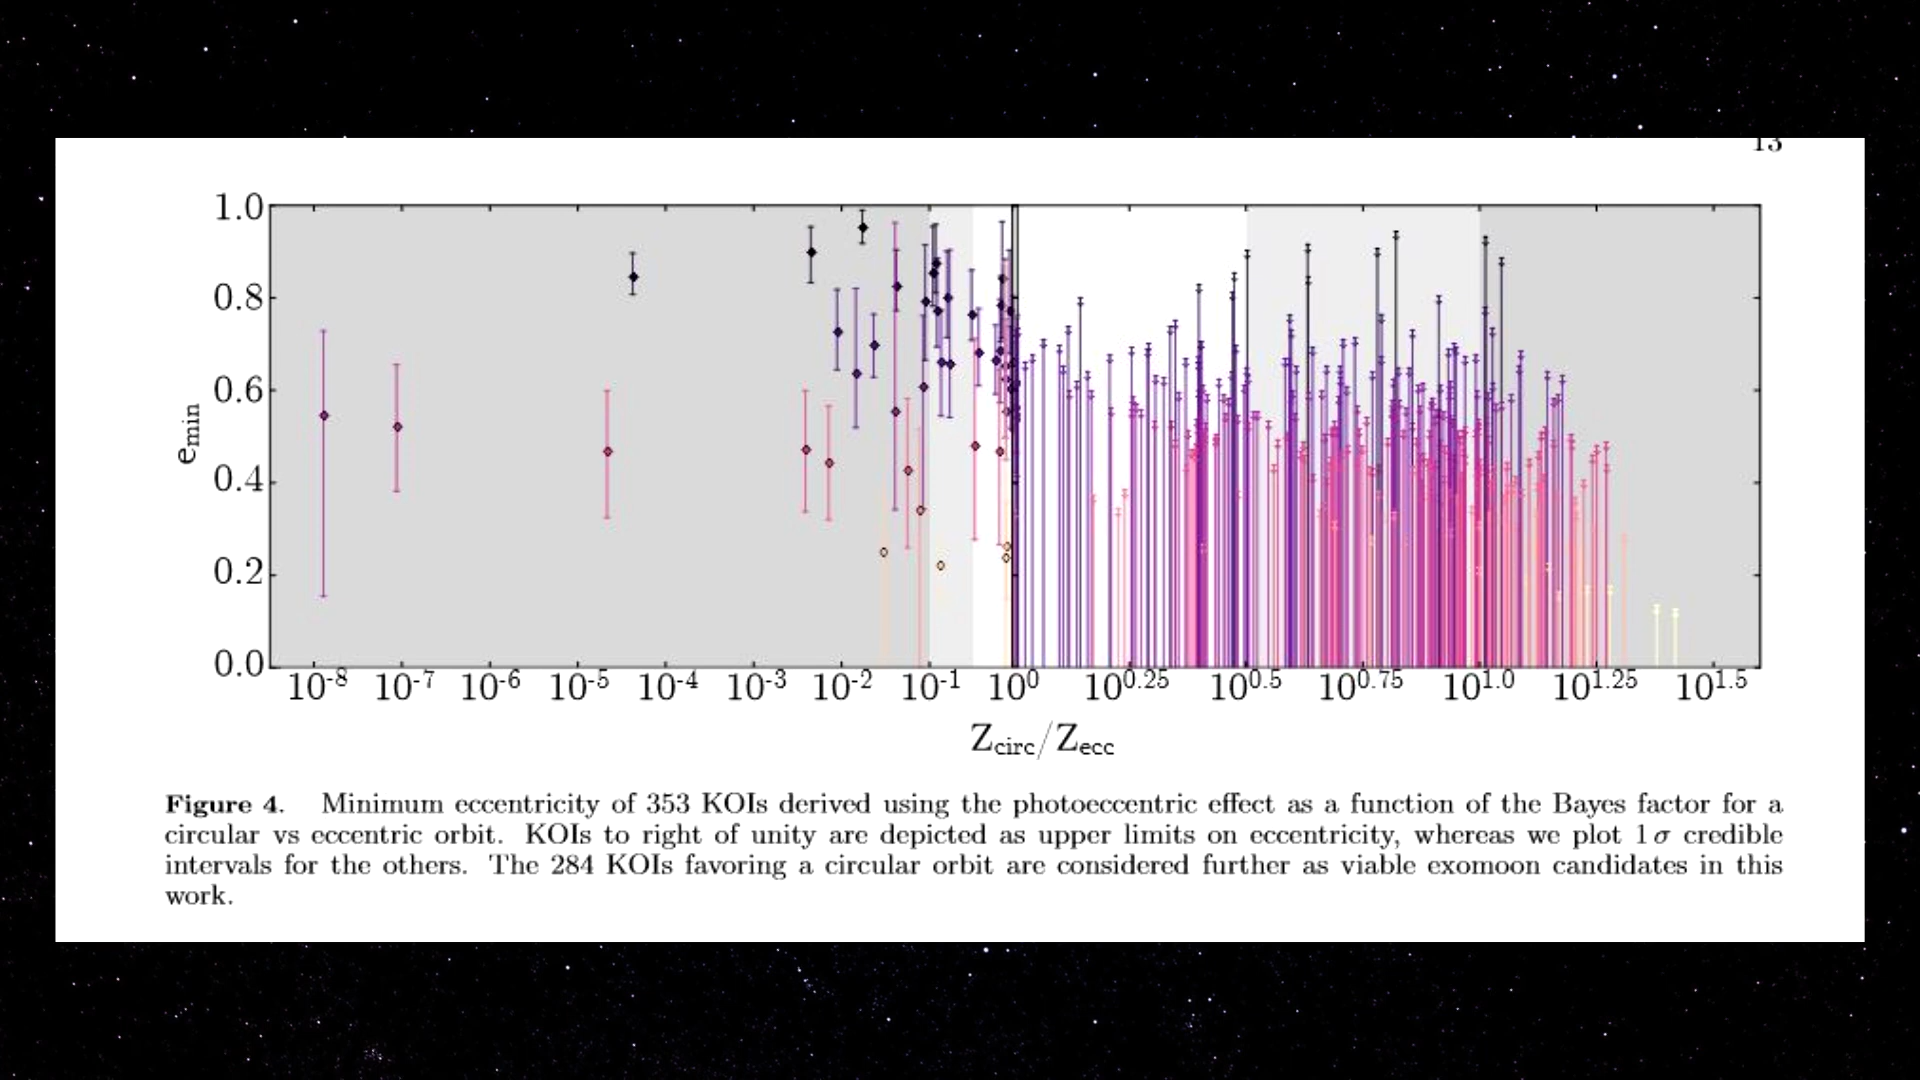 13
1.0
0.8
0.6
0.4
0.2
0.0
e_min
10^-8 10^-7 10^-6 10^-5 10^-4 10^-3 10^-2 10^-1 10^0 10^0.25 10^0.5 10^0.75 10^1.0 10^1.25 10^1.5
Z_circ/Z_ecc
Figure 4. Minimum eccentricity of 353 KOIs derived using the photoeccentric effect as a function of the Bayes factor for a
circular vs eccentric orbit. KOIs to right of unity are depicted as upper limits on eccentricity, whereas we plot 1σ credible
intervals for the others. The 284 KOIs favoring a circular orbit are considered further as viable exomoon candidates in this
work.